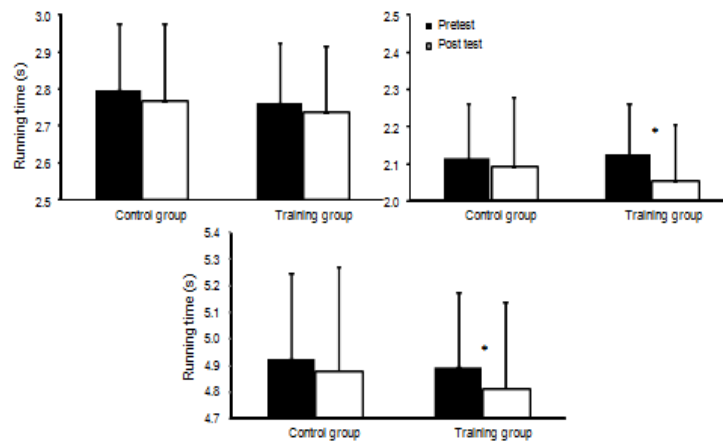 Running time (s)
3.0
2.9
2.8
2.7
2.6
2.5
Control group
Training group
2.5
2.4
2.3
2.2
2.1
2.0
Pretest
Post test
*
Control group
Training group
Running time (s)
5.4
5.3
5.2
5.1
5.0
4.9
4.8
4.7
*
Control group
Training group